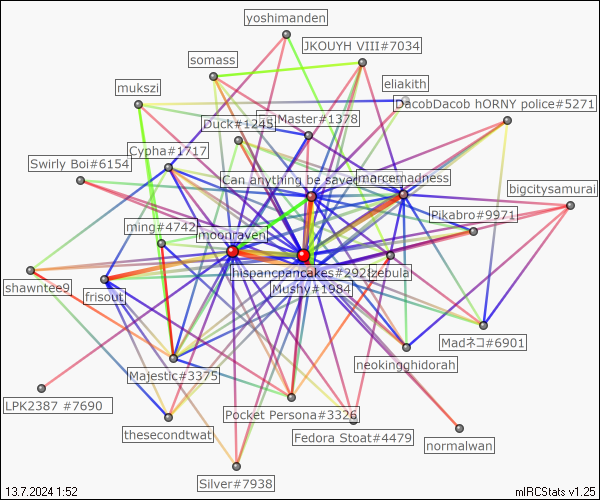 yoshimanden
JKOUYH VIII#7034
somass
eliakith
mukszi
DacobDacob hORNY police#5271
Duck#1245
Master#1378
Cypha#1717
Swirly Boi#6154
Can anything be saved
marcemadness
bigcitysamurai
Pikabro#9971
ming#4742
moonraven
hispancpancakes#2921
zebula
shawntee9
frisout
Mushy#1984
Madネコ#6901
neokingghidorah
Majestic#3375
LPK2387 #7690
Pocket Persona#3326
thesecondtwat
Fedora Stoat#4479
normalwan
Silver#7938
13.7.2024 1:52
mIRCStats v1.25